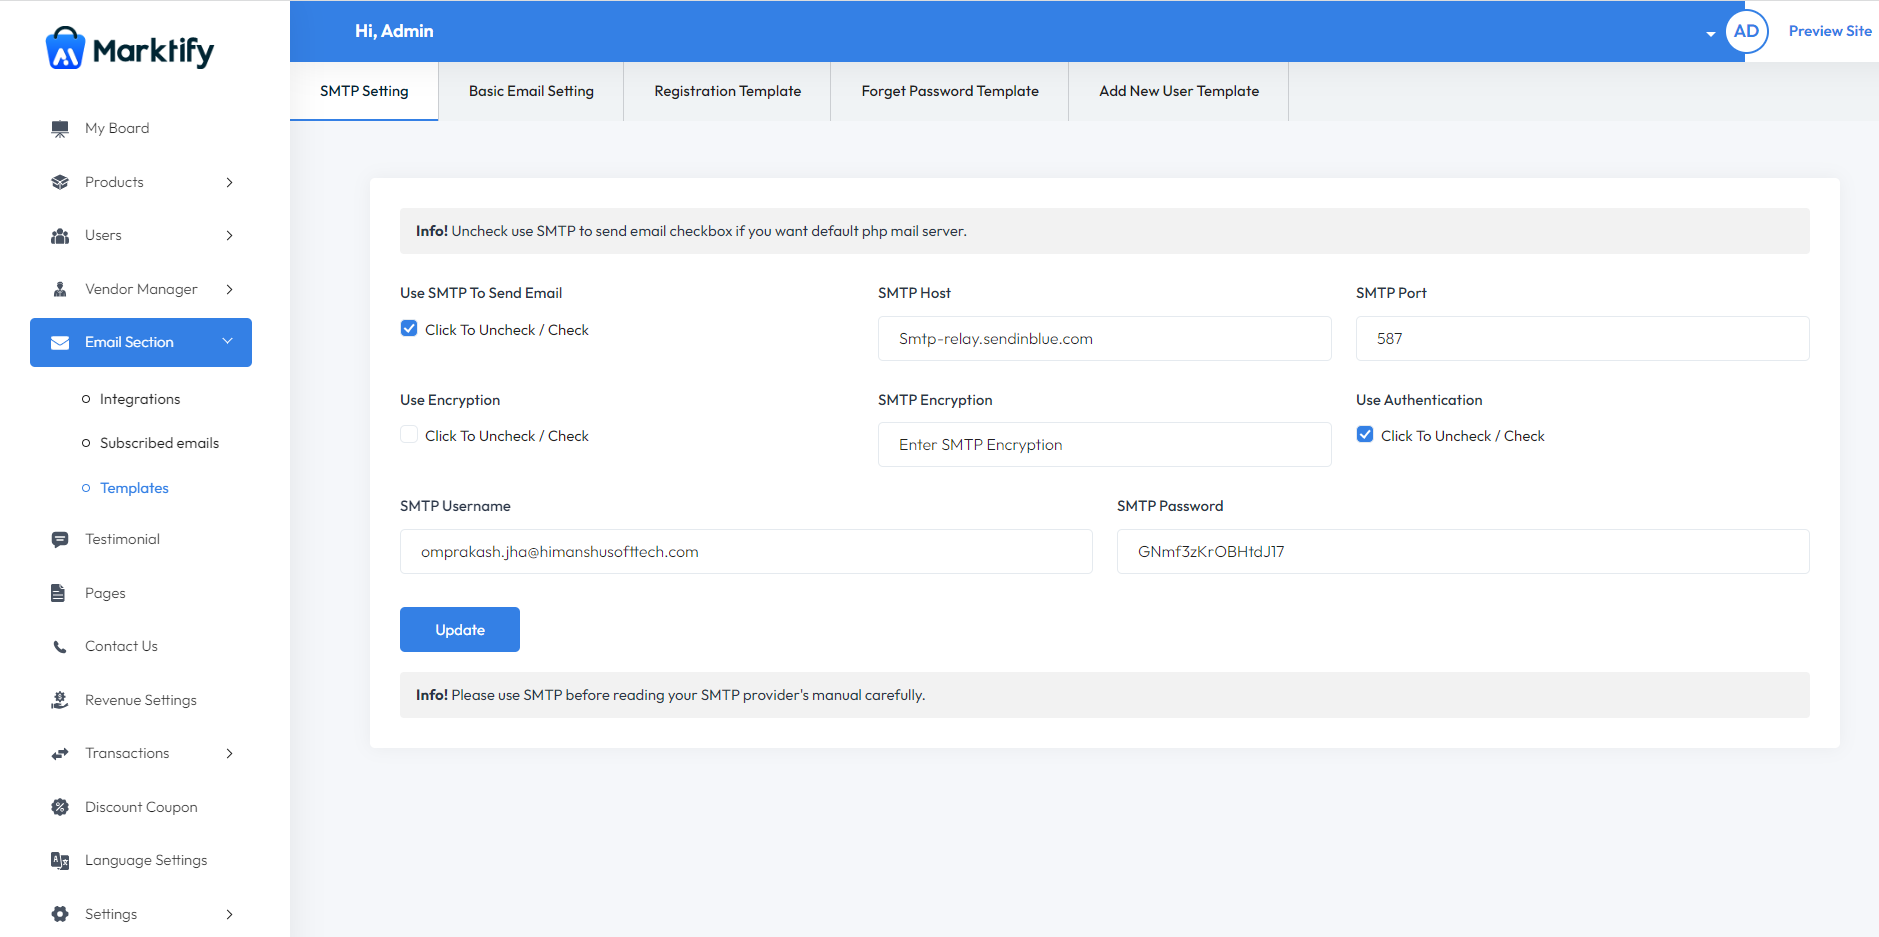 Marktify
Hi, Admin
AD
Preview Site
SMTP Setting
Basic Email Setting
Registration Template
Forget Password Template
Add New User Template
My Board
Products
Users
Vendor Manager
Email Section
Integrations
Subscribed emails
Templates
Testimonial
Pages
Contact Us
Revenue Settings
Transactions
Discount Coupon
Language Settings
Settings
Info! Uncheck use SMTP to send email checkbox if you want default php mail server.
Use SMTP To Send Email
Click To Uncheck / Check
SMTP Host
Smtp-relay.sendinblue.com
SMTP Port
587
Use Encryption
Click To Uncheck / Check
SMTP Encryption
Enter SMTP Encryption
Use Authentication
Click To Uncheck / Check
SMTP Username
omprakash.jha@himanshusofttech.com
SMTP Password
GNmf3zKrOBHtdJ17
Update
Info! Please use SMTP before reading your SMTP provider's manual carefully.